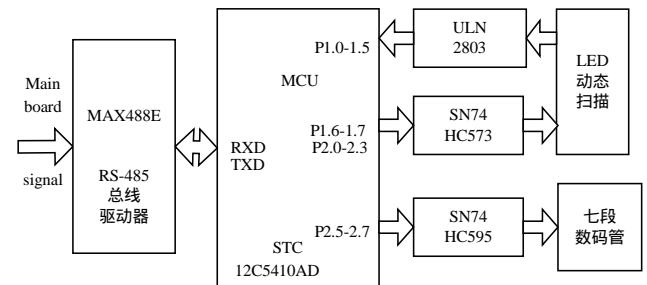 Main
board
signal
MAX488E
RS-485
总线
驱动器
RXD
TXD
P1.0-1.5
MCU
P1.6-1.7
P2.0-2.3
P2.5-2.7
STC
12C5410AD
ULN
2803
SN74
HC573
SN74
HC595
LED
动态
扫描
七段
数码管